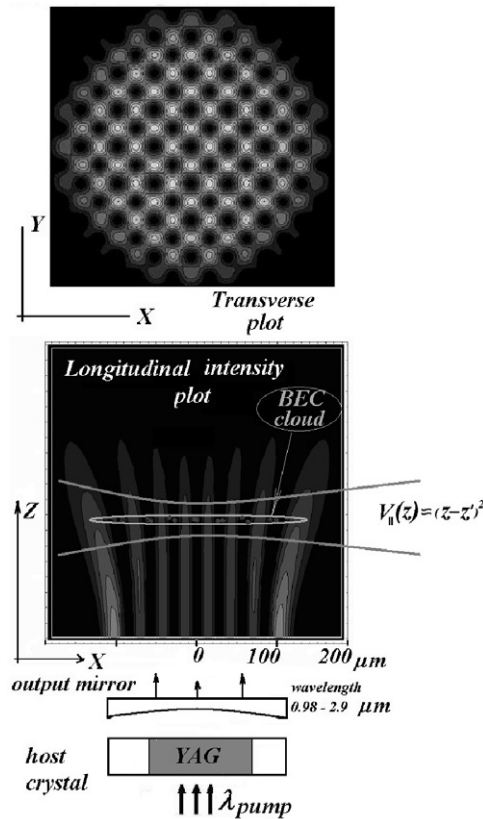 Y
X
Transverse
plot
Longitudinal intensity
plot
BEC
cloud
Z
V||(z)≈(z-z')²
X
0 100 200 μm
output mirror
wavelength
0.98 - 2.9 μm
host
crystal
YAG
λpump